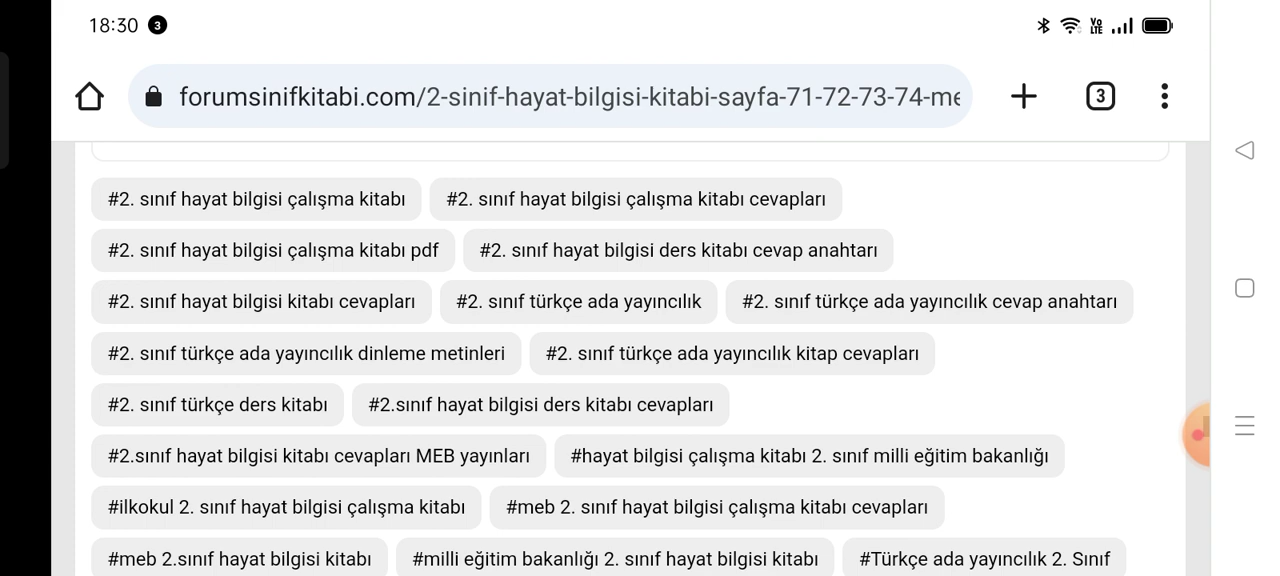 18:30 3 Vo LTE
forumsinifkitabi.com/2-sinif-hayat-bilgisi-kitabi-sayfa-71-72-73-74-me 3
#2. sınıf hayat bilgisi çalışma kitabı #2. sınıf hayat bilgisi çalışma kitabı cevapları
#2. sınıf hayat bilgisi çalışma kitabı pdf #2. sınıf hayat bilgisi ders kitabı cevap anahtarı
#2. sınıf hayat bilgisi kitabı cevapları #2. sınıf türkçe ada yayıncılık #2. sınıf türkçe ada yayıncılık cevap anahtarı
#2. sınıf türkçe ada yayıncılık dinleme metinleri #2. sınıf türkçe ada yayıncılık kitap cevapları
#2. sınıf türkçe ders kitabı #2.sınıf hayat bilgisi ders kitabı cevapları
#2.sınıf hayat bilgisi kitabı cevapları MEB yayınları #hayat bilgisi çalışma kitabı 2. sınıf milli eğitim bakanlığı
#ilkokul 2. sınıf hayat bilgisi çalışma kitabı #meb 2. sınıf hayat bilgisi çalışma kitabı cevapları
#meb 2.sınıf hayat bilgisi kitabı #milli eğitim bakanlığı 2. sınıf hayat bilgisi kitabı #Türkçe ada yayıncılık 2. Sınıf